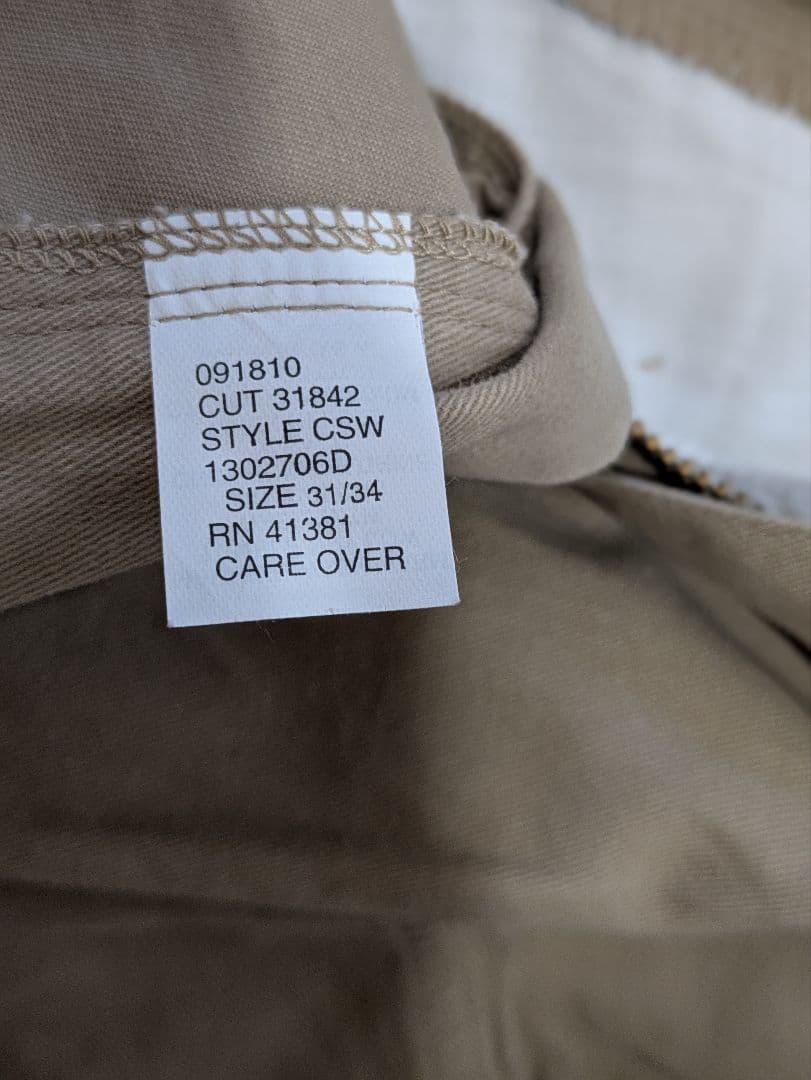 091810
CUT 31842
STYLE CSW
1302706D
SIZE 31/34
RN 41381
CARE OVER